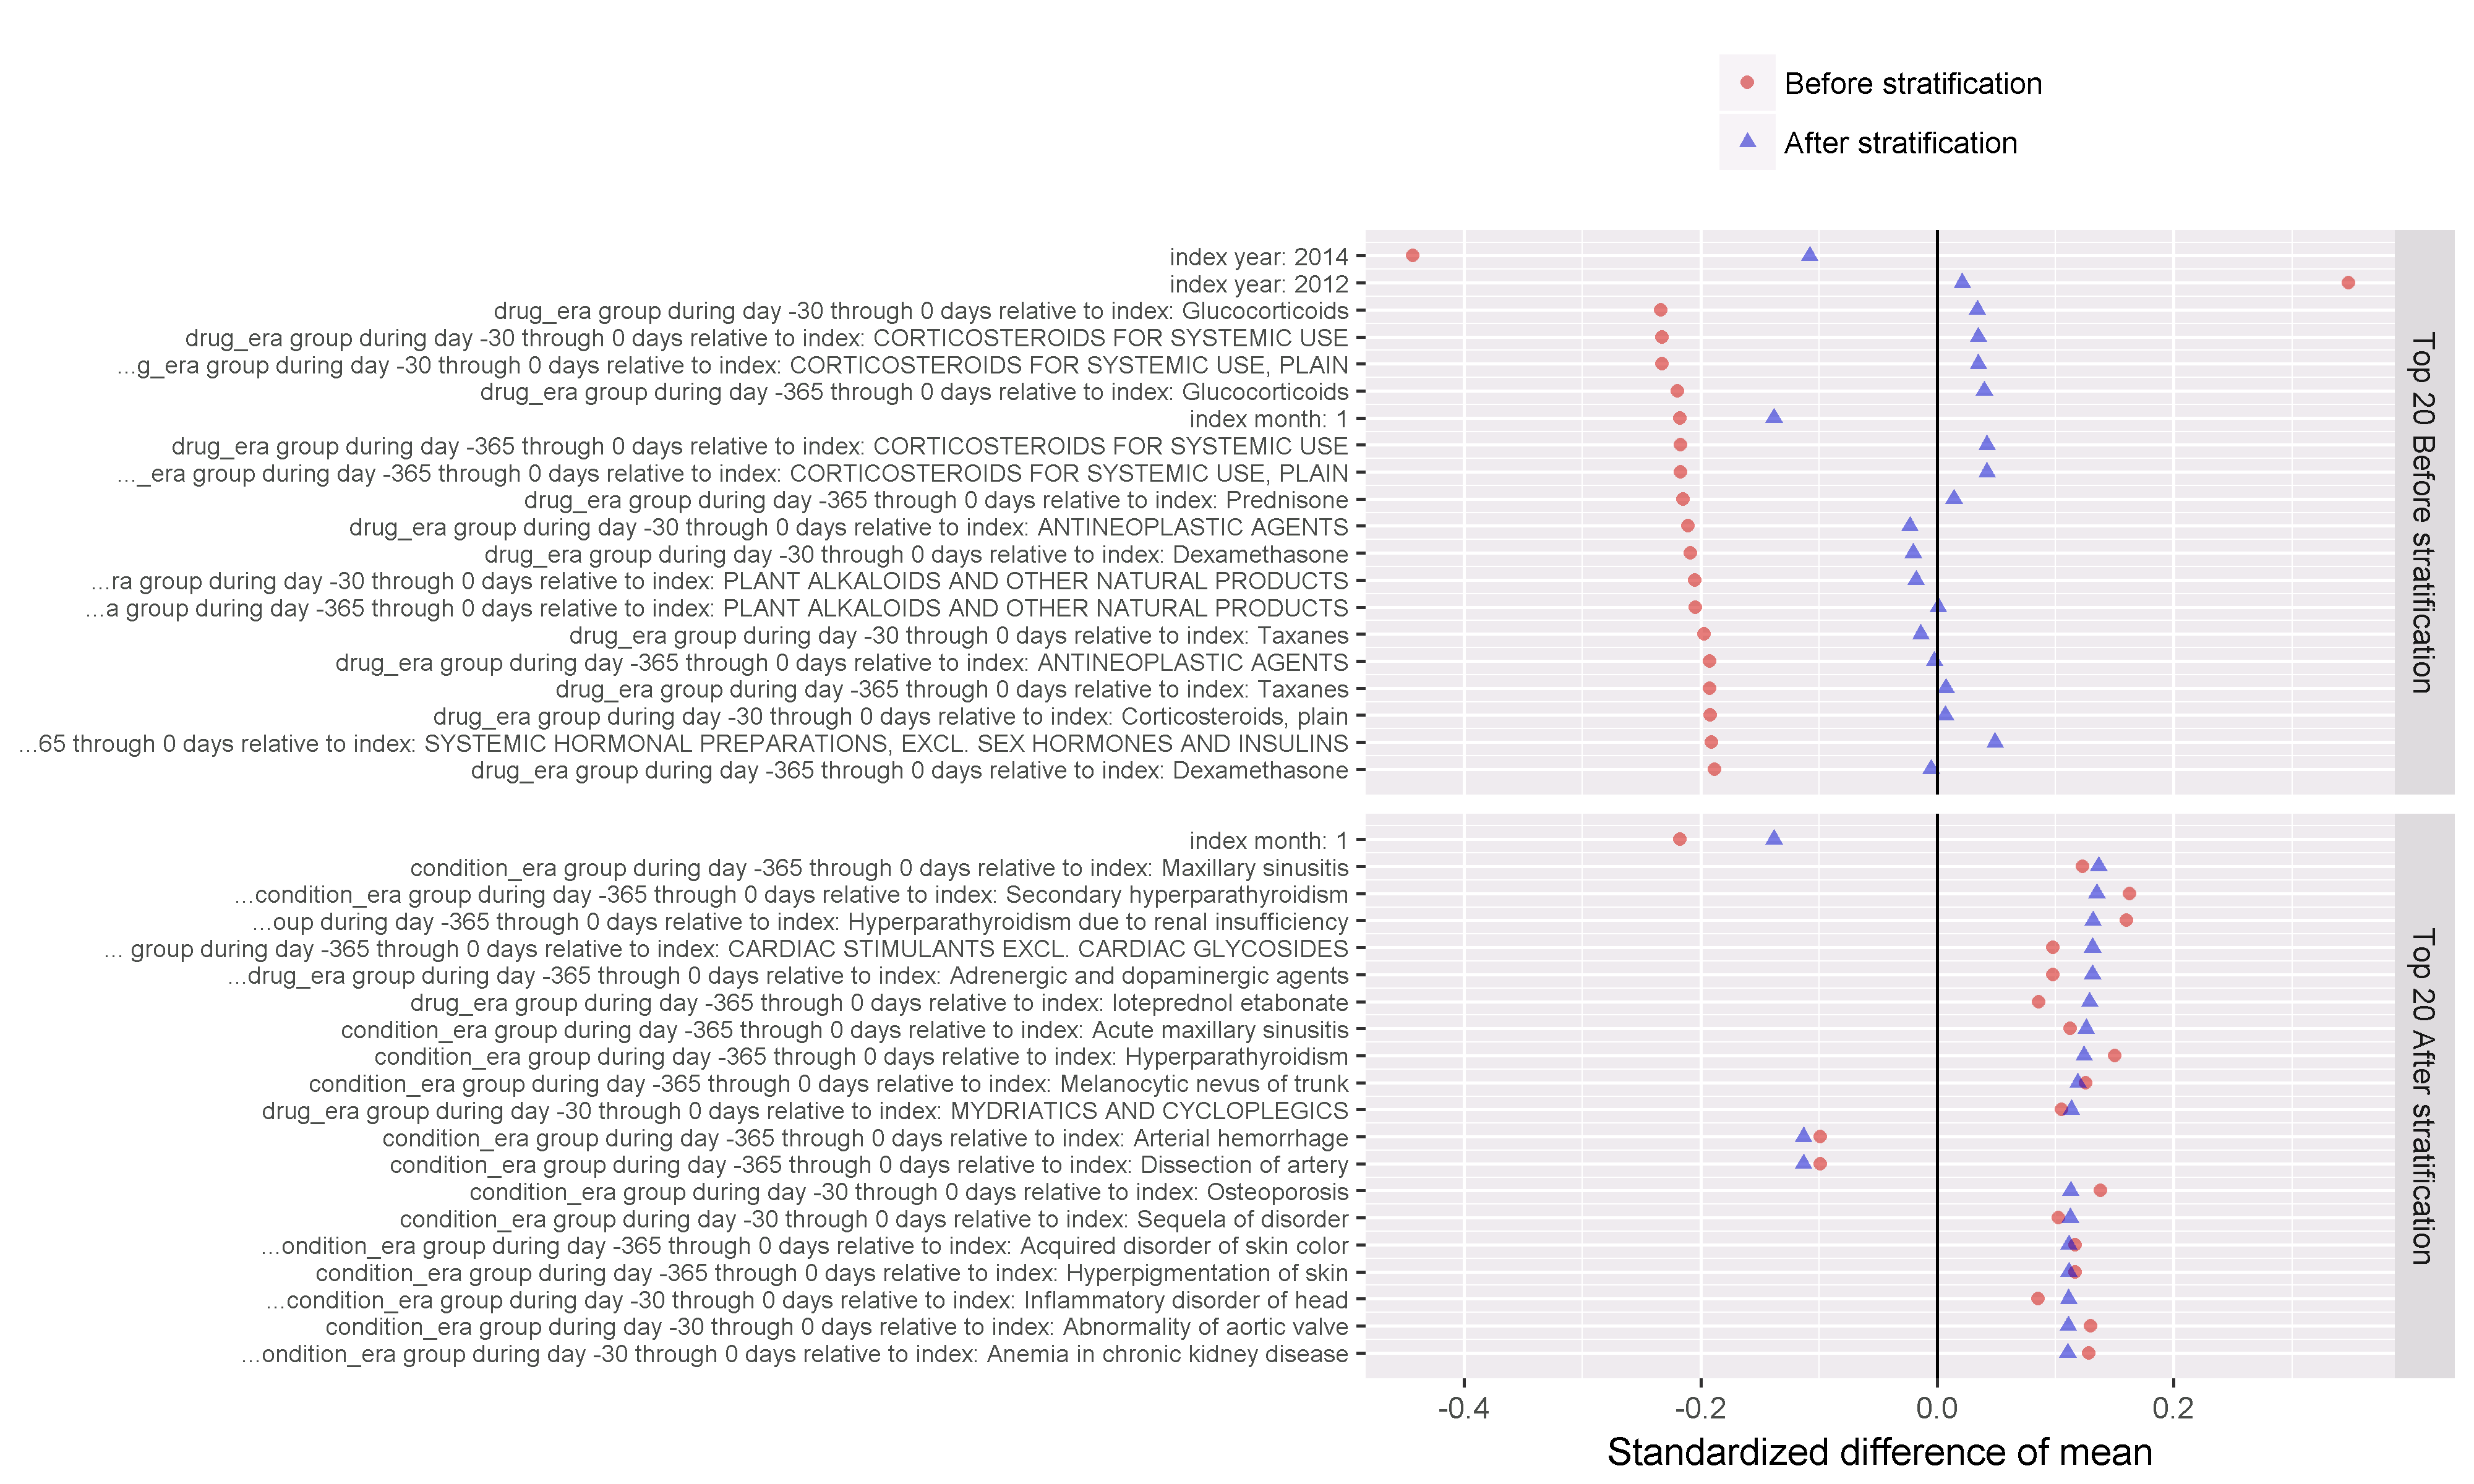 Before stratification
After stratification
index year: 2014
index year: 2012
drug_era group during day -30 through 0 days relative to index: Glucocorticoids
drug_era group during day -30 through 0 days relative to index: CORTICOSTEROIDS FOR SYSTEMIC USE
...g_era group during day -30 through 0 days relative to index: CORTICOSTEROIDS FOR SYSTEMIC USE, PLAIN
drug_era group during day -365 through 0 days relative to index: Glucocorticoids
index month: 1
drug_era group during day -365 through 0 days relative to index: CORTICOSTEROIDS FOR SYSTEMIC USE
..._era group during day -365 through 0 days relative to index: CORTICOSTEROIDS FOR SYSTEMIC USE, PLAIN
drug_era group during day -365 through 0 days relative to index: Prednisone
drug_era group during day -30 through 0 days relative to index: ANTINEOPLASTIC AGENTS
drug_era group during day -30 through 0 days relative to index: Dexamethasone
...ra group during day -30 through 0 days relative to index: PLANT ALKALOIDS AND OTHER NATURAL PRODUCTS
...a group during day -365 through 0 days relative to index: PLANT ALKALOIDS AND OTHER NATURAL PRODUCTS
drug_era group during day -30 through 0 days relative to index: Taxanes
drug_era group during day -365 through 0 days relative to index: ANTINEOPLASTIC AGENTS
drug_era group during day -365 through 0 days relative to index: Taxanes
drug_era group during day -30 through 0 days relative to index: Corticosteroids, plain
...65 through 0 days relative to index: SYSTEMIC HORMONAL PREPARATIONS, EXCL. SEX HORMONES AND INSULINS
drug_era group during day -365 through 0 days relative to index: Dexamethasone
Top 20 Before stratification
index month: 1
condition_era group during day -365 through 0 days relative to index: Maxillary sinusitis
...condition_era group during day -365 through 0 days relative to index: Secondary hyperparathyroidism
...oup during day -365 through 0 days relative to index: Hyperparathyroidism due to renal insufficiency
... group during day -365 through 0 days relative to index: CARDIAC STIMULANTS EXCL. CARDIAC GLYCOSIDES
...drug_era group during day -365 through 0 days relative to index: Adrenergic and dopaminergic agents
drug_era group during day -365 through 0 days relative to index: loteprednol etabonate
condition_era group during day -365 through 0 days relative to index: Acute maxillary sinusitis
condition_era group during day -365 through 0 days relative to index: Hyperparathyroidism
condition_era group during day -365 through 0 days relative to index: Melanocytic nevus of trunk
drug_era group during day -30 through 0 days relative to index: MYDRIATICS AND CYCLOPLEGICS
condition_era group during day -365 through 0 days relative to index: Arterial hemorrhage
condition_era group during day -365 through 0 days relative to index: Dissection of artery
condition_era group during day -30 through 0 days relative to index: Osteoporosis
condition_era group during day -30 through 0 days relative to index: Sequela of disorder
...ondition_era group during day -365 through 0 days relative to index: Acquired disorder of skin color
condition_era group during day -365 through 0 days relative to index: Hyperpigmentation of skin
...condition_era group during day -30 through 0 days relative to index: Inflammatory disorder of head
condition_era group during day -30 through 0 days relative to index: Abnormality of aortic valve
...ondition_era group during day -30 through 0 days relative to index: Anemia in chronic kidney disease
Top 20 After stratification
-0.4 -0.2 0.0 0.2
Standardized difference of mean